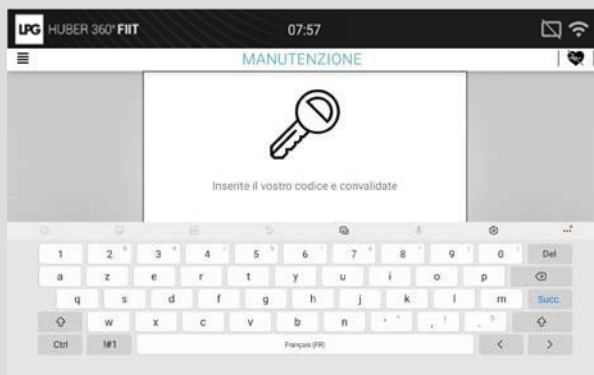 LPG HUBER 360° FIIT 07:57
MANUTENZIONE
Inserite il vostro codice e convalidate
1 2 3 4 5 6 7 8 9 0 Del
a z e r t y u i o p
q s d f g h j k l m Succ.
w x c v b n . , ! . ?
Ctrl !#1 Français (FR) < >